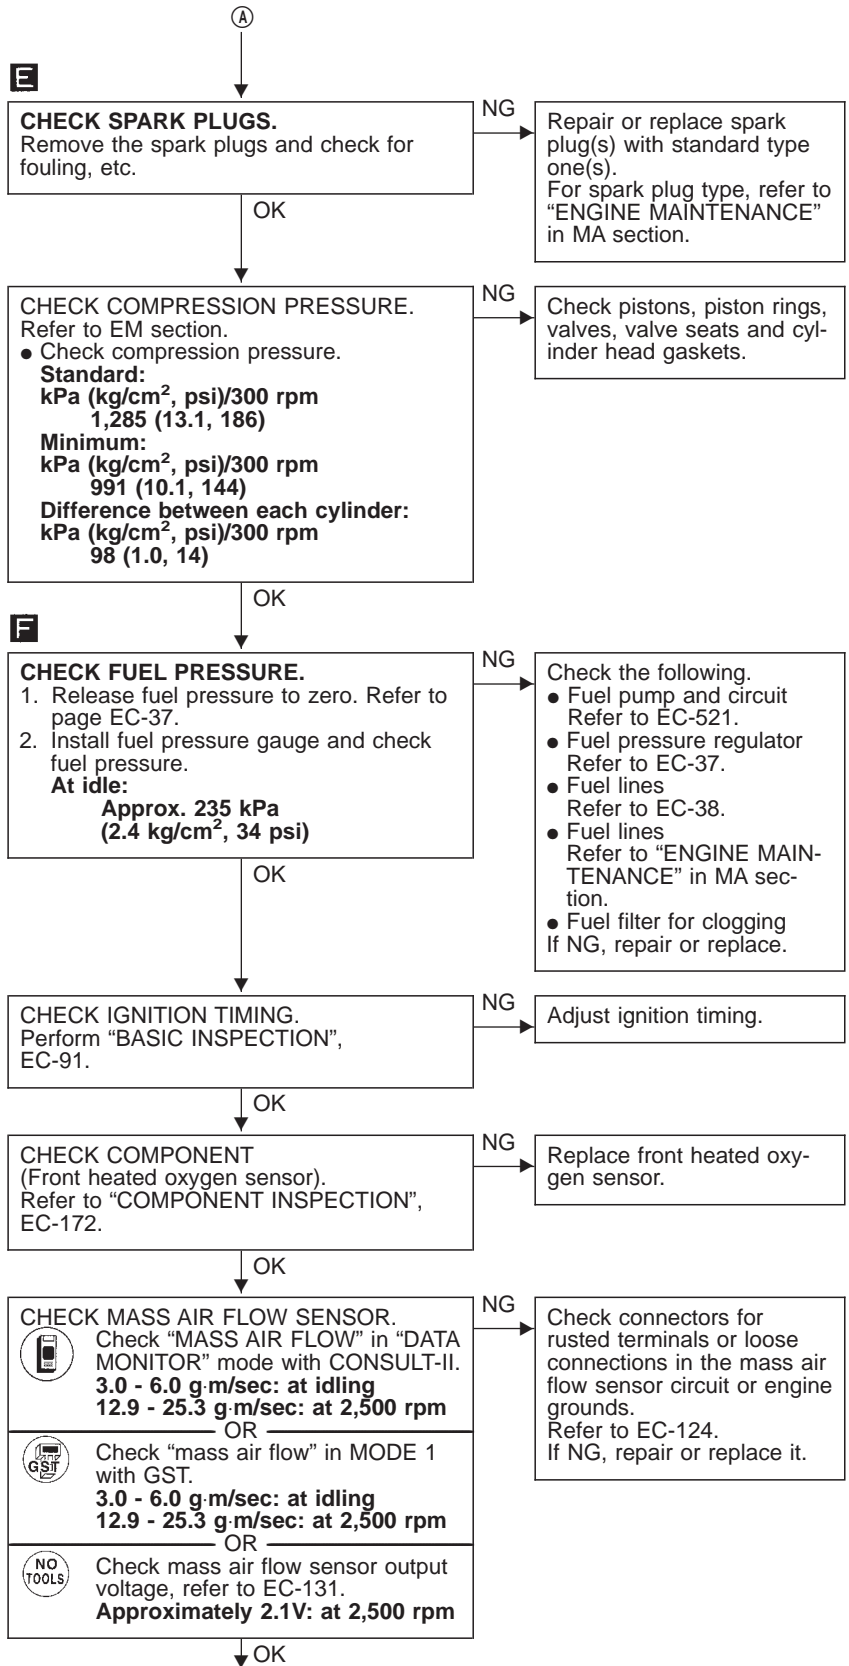 Ⓐ
E
CHECK SPARK PLUGS.
Remove the spark plugs and check for
fouling, etc.
NG
Repair or replace spark
plug(s) with standard type
one(s).
For spark plug type, refer to
“ENGINE MAINTENANCE”
in MA section.
OK
CHECK COMPRESSION PRESSURE.
Refer to EM section.
● Check compression pressure.
Standard:
kPa (kg/cm², psi)/300 rpm
1,285 (13.1, 186)
Minimum:
kPa (kg/cm², psi)/300 rpm
991 (10.1, 144)
Difference between each cylinder:
kPa (kg/cm², psi)/300 rpm
98 (1.0, 14)
NG
Check pistons, piston rings,
valves, valve seats and cyl-
inder head gaskets.
OK
F
CHECK FUEL PRESSURE.
1. Release fuel pressure to zero. Refer to
page EC-37.
2. Install fuel pressure gauge and check
fuel pressure.
At idle:
Approx. 235 kPa
(2.4 kg/cm², 34 psi)
NG
Check the following.
● Fuel pump and circuit
Refer to EC-521.
● Fuel pressure regulator
Refer to EC-37.
● Fuel lines
Refer to EC-38.
● Fuel lines
Refer to “ENGINE MAIN-
TENANCE” in MA sec-
tion.
● Fuel filter for clogging
If NG, repair or replace.
OK
CHECK IGNITION TIMING.
Perform “BASIC INSPECTION”,
EC-91.
NG
Adjust ignition timing.
OK
CHECK COMPONENT
(Front heated oxygen sensor).
Refer to “COMPONENT INSPECTION”,
EC-172.
NG
Replace front heated oxy-
gen sensor.
OK
CHECK MASS AIR FLOW SENSOR.
Check “MASS AIR FLOW” in “DATA
MONITOR” mode with CONSULT-II.
3.0 - 6.0 g·m/sec: at idling
12.9 - 25.3 g·m/sec: at 2,500 rpm
OR
GST
Check “mass air flow” in MODE 1
with GST.
3.0 - 6.0 g·m/sec: at idling
12.9 - 25.3 g·m/sec: at 2,500 rpm
OR
NO
TOOLS
Check mass air flow sensor output
voltage, refer to EC-131.
Approximately 2.1V: at 2,500 rpm
NG
Check connectors for
rusted terminals or loose
connections in the mass air
flow sensor circuit or engine
grounds.
Refer to EC-124.
If NG, repair or replace it.
OK